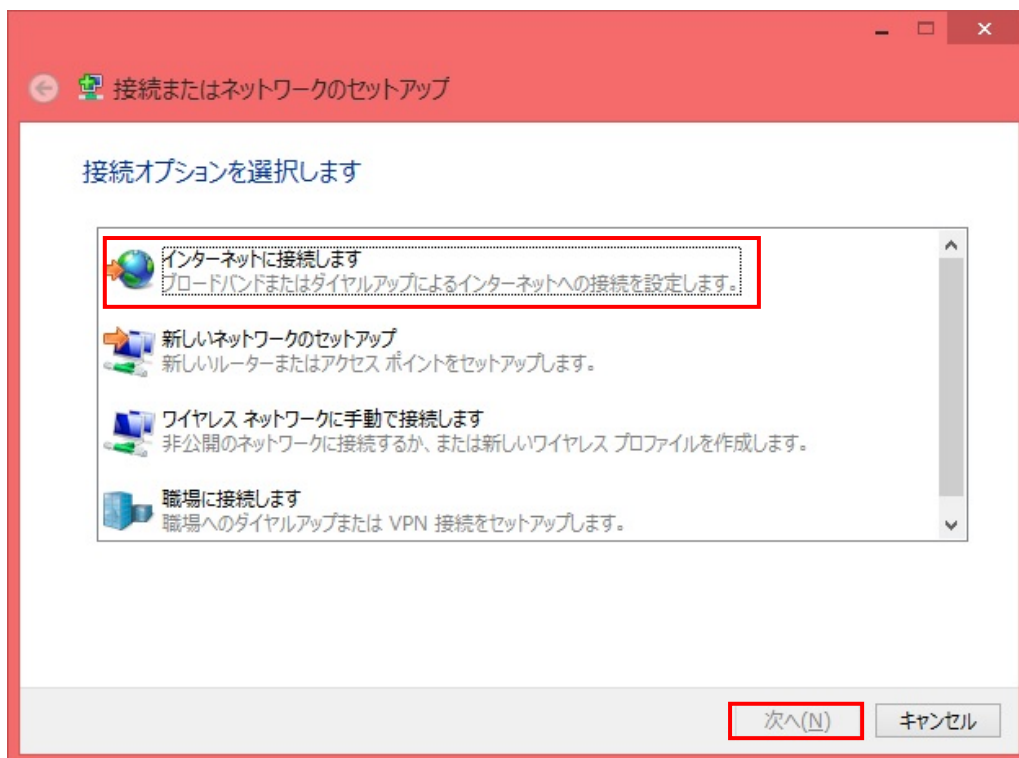 接続またはネットワークのセットアップ
接続オプションを選択します
インターネットに接続します
ブロードバンドまたはダイヤルアップによるインターネットへの接続を設定します。
新しいネットワークのセットアップ
新しいルーターまたはアクセス ポイントをセットアップします。
ワイヤレス ネットワークに手動で接続します
非公開のネットワークに接続するか、または新しいワイヤレス プロファイルを作成します。
職場に接続します
職場へのダイヤルアップまたは VPN 接続をセットアップします。
次へ(N) キャンセル